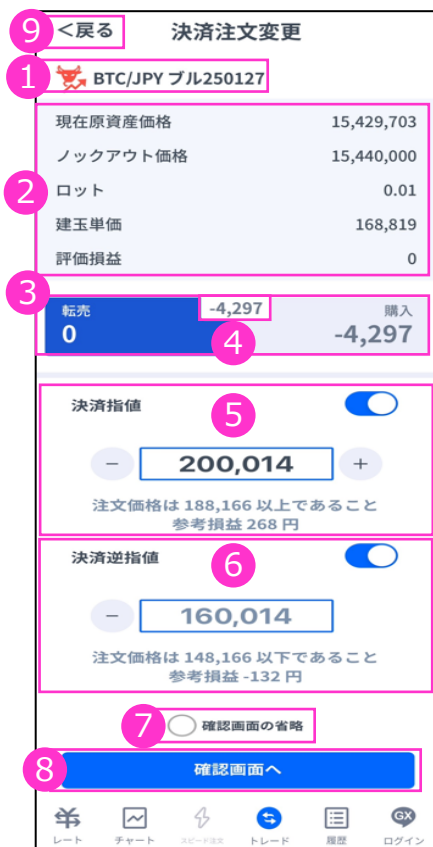 9
<戻る
決済注文変更
1
BTC/JPY ブル250127
2
現在原資産価格 15,429,703
ノックアウト価格 15,440,000
ロット 0.01
建玉単価 168,819
評価損益 0
3
転売 -4,297 購入
0 -4,297
4
決済指値
5
− 200,014 +
注文価格は 188,166 以上であること
参考損益 268 円
決済逆指値
6
− 160,014
注文価格は 148,166 以下であること
参考損益 -132 円
7
確認画面の省略
8
確認画面へ
レート チャート スピード注文 トレード 履歴 GX ログイン